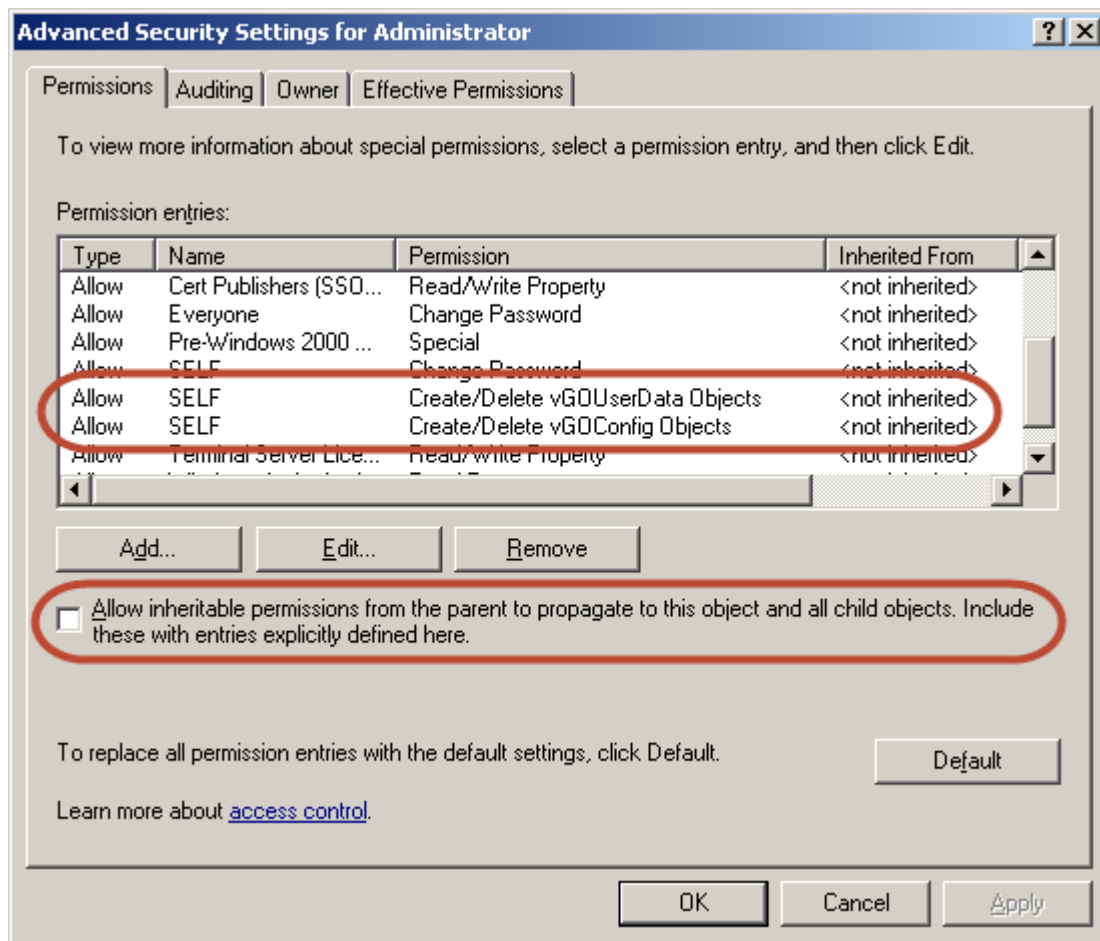 Advanced Security Settings for Administrator
Permissions Auditing Owner Effective Permissions
To view more information about special permissions, select a permission entry, and then click Edit.
Permission entries:
Type Name Permission Inherited From
Allow Cert Publishers (SSO... Read/Write Property <not inherited>
Allow Everyone Change Password <not inherited>
Allow Pre-Windows 2000 ... Special <not inherited>
Allow SELF Change Password <not inherited>
Allow SELF Create/Delete vGOUserData Objects <not inherited>
Allow SELF Create/Delete vGOConfig Objects <not inherited>
Allow Terminal Server Lice... Read/Write Property <not inherited>
Add... Edit... Remove
Allow inheritable permissions from the parent to propagate to this object and all child objects. Include
these with entries explicitly defined here.
To replace all permission entries with the default settings, click Default.
Default
Learn more about access control.
OK Cancel Apply